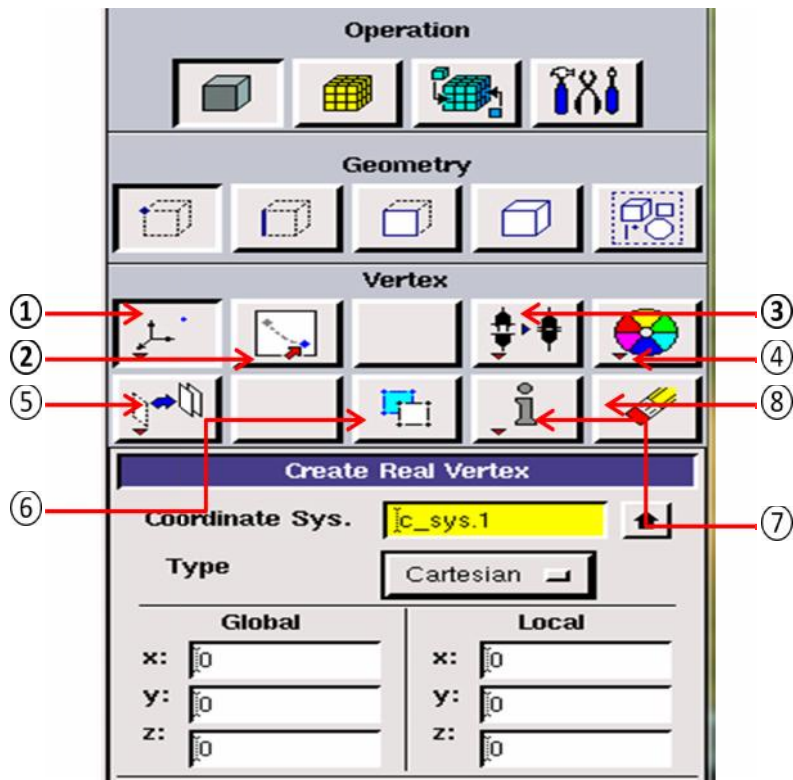 Operation
Geometry
Vertex
① ③
② ④
⑤ ⑧
Create Real Vertex
⑥ ⑦
Coordinate Sys. c_sys.1
Type Cartesian
Global Local
x: 0 x: 0
y: 0 y: 0
z: 0 z: 0